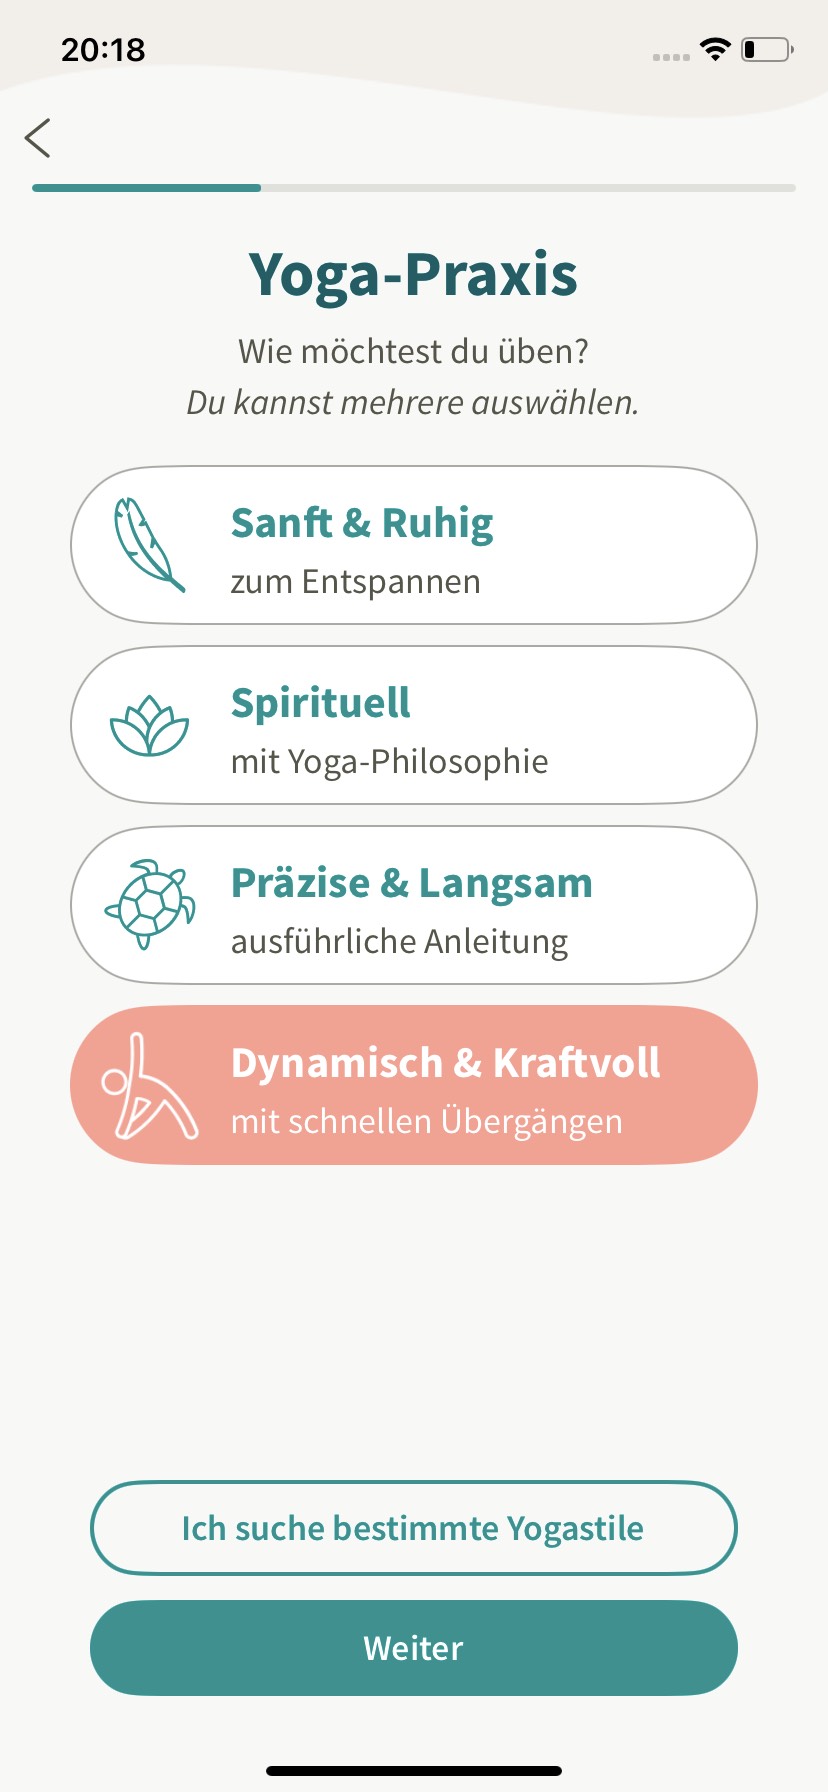 20:18
Yoga-Praxis
Wie möchtest du üben?
Du kannst mehrere auswählen.
Sanft & Ruhig
zum Entspannen
Spirituell
mit Yoga-Philosophie
Präzise & Langsam
ausführliche Anleitung
Dynamisch & Kraftvoll
mit schnellen Übergängen
Ich suche bestimmte Yogastile
Weiter